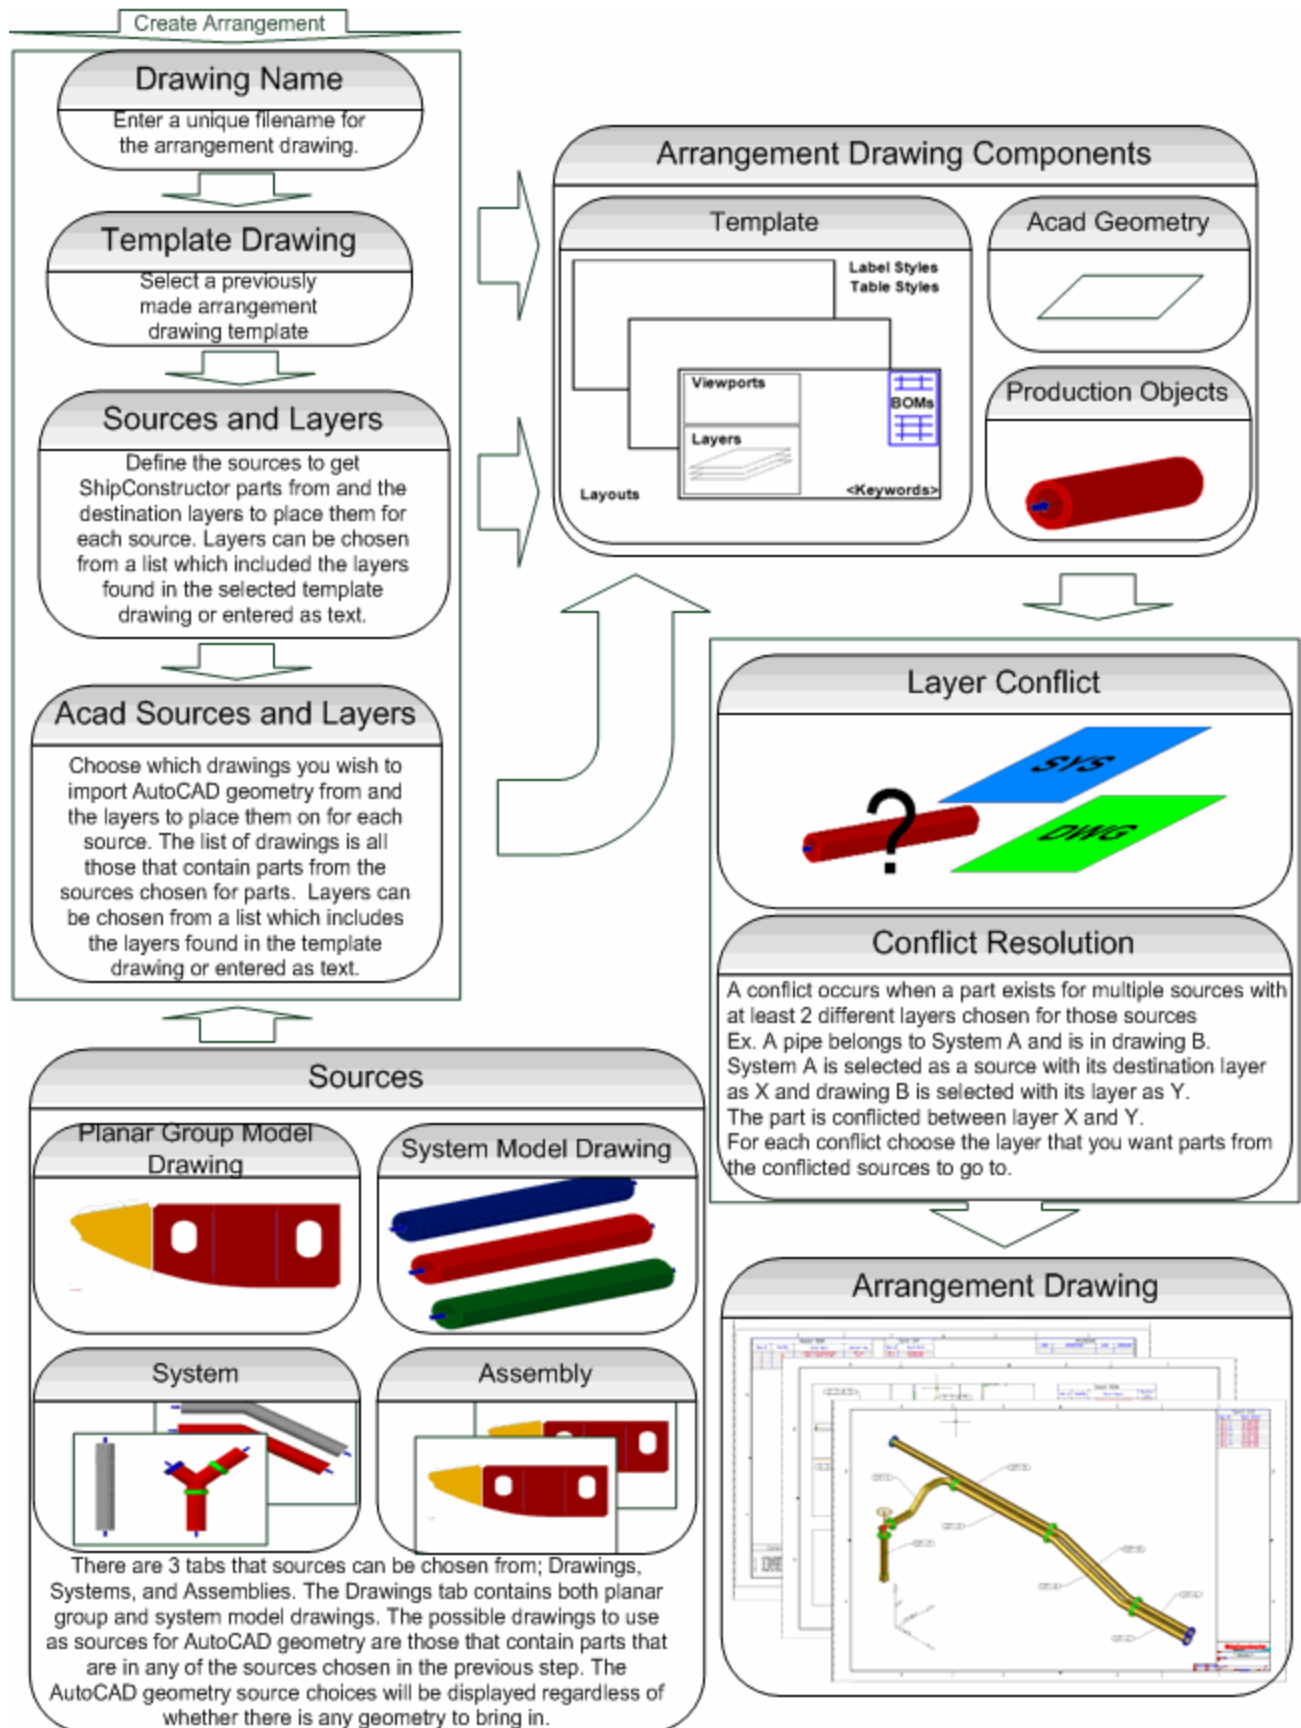 Create Arrangement
Drawing Name
Enter a unique filename for
the arrangement drawing.
Template Drawing
Select a previously
made arrangement
drawing template
Sources and Layers
Define the sources to get
ShipConstructor parts from and the
destination layers to place them for
each source. Layers can be chosen
from a list which included the layers
found in the selected template
drawing or entered as text.
Acad Sources and Layers
Choose which drawings you wish to
import AutoCAD geometry from and
the layers to place them on for each
source. The list of drawings is all
those that contain parts from the
sources chosen for parts. Layers can
be chosen from a list which includes
the layers found in the template
drawing or entered as text.
Arrangement Drawing Components
Template
Label Styles
Table Styles
Viewports
BOMs
Layers
Layouts
<Keywords>
Acad Geometry
Production Objects
Layer Conflict
SYS
DWG
?
Conflict Resolution
A conflict occurs when a part exists for multiple sources with
at least 2 different layers chosen for those sources
Ex. A pipe belongs to System A and is in drawing B.
System A is selected as a source with its destination layer
as X and drawing B is selected with its layer as Y.
The part is conflicted between layer X and Y.
For each conflict choose the layer that you want parts from
the conflicted sources to go to.
Sources
Planar Group Model
Drawing
System Model Drawing
System
Assembly
There are 3 tabs that sources can be chosen from; Drawings,
Systems, and Assemblies. The Drawings tab contains both planar
group and system model drawings. The possible drawings to use
as sources for AutoCAD geometry are those that contain parts that
are in any of the sources chosen in the previous step. The
AutoCAD geometry source choices will be displayed regardless of
whether there is any geometry to bring in.
Arrangement Drawing